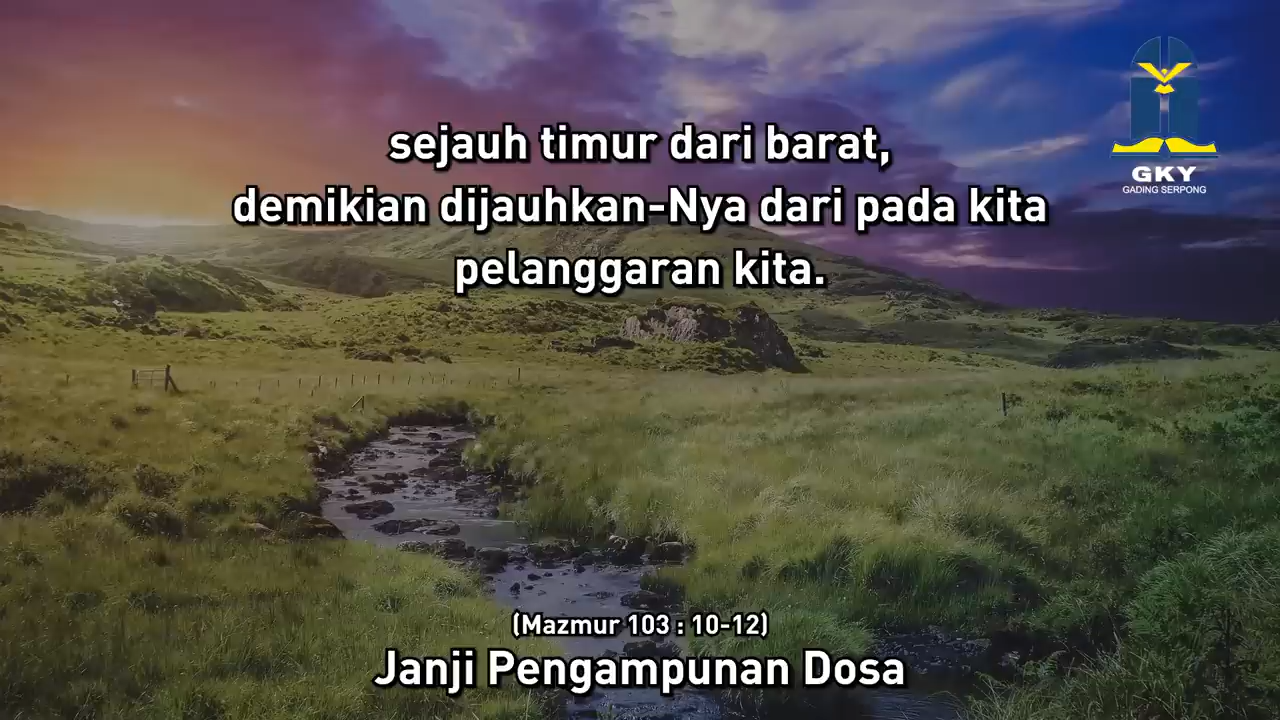 sejauh timur dari barat,
demikian dijauhkan-Nya dari pada kita
pelanggaran kita.
GKY
GADING SERPONG
(Mazmur 103 : 10-12)
Janji Pengampunan Dosa